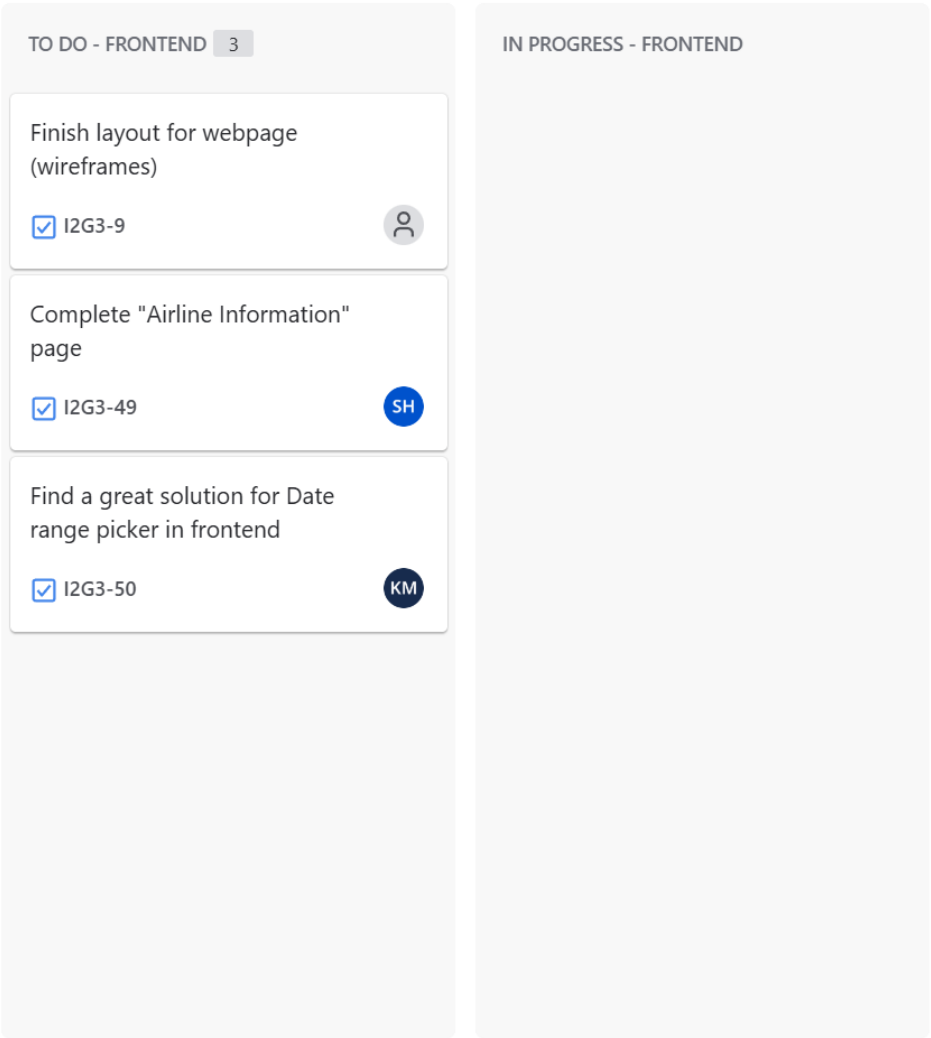 TO DO - FRONTEND 3
Finish layout for webpage
(wireframes)
I2G3-9
Complete "Airline Information"
page
I2G3-49 SH
Find a great solution for Date
range picker in frontend
I2G3-50 KM
IN PROGRESS - FRONTEND